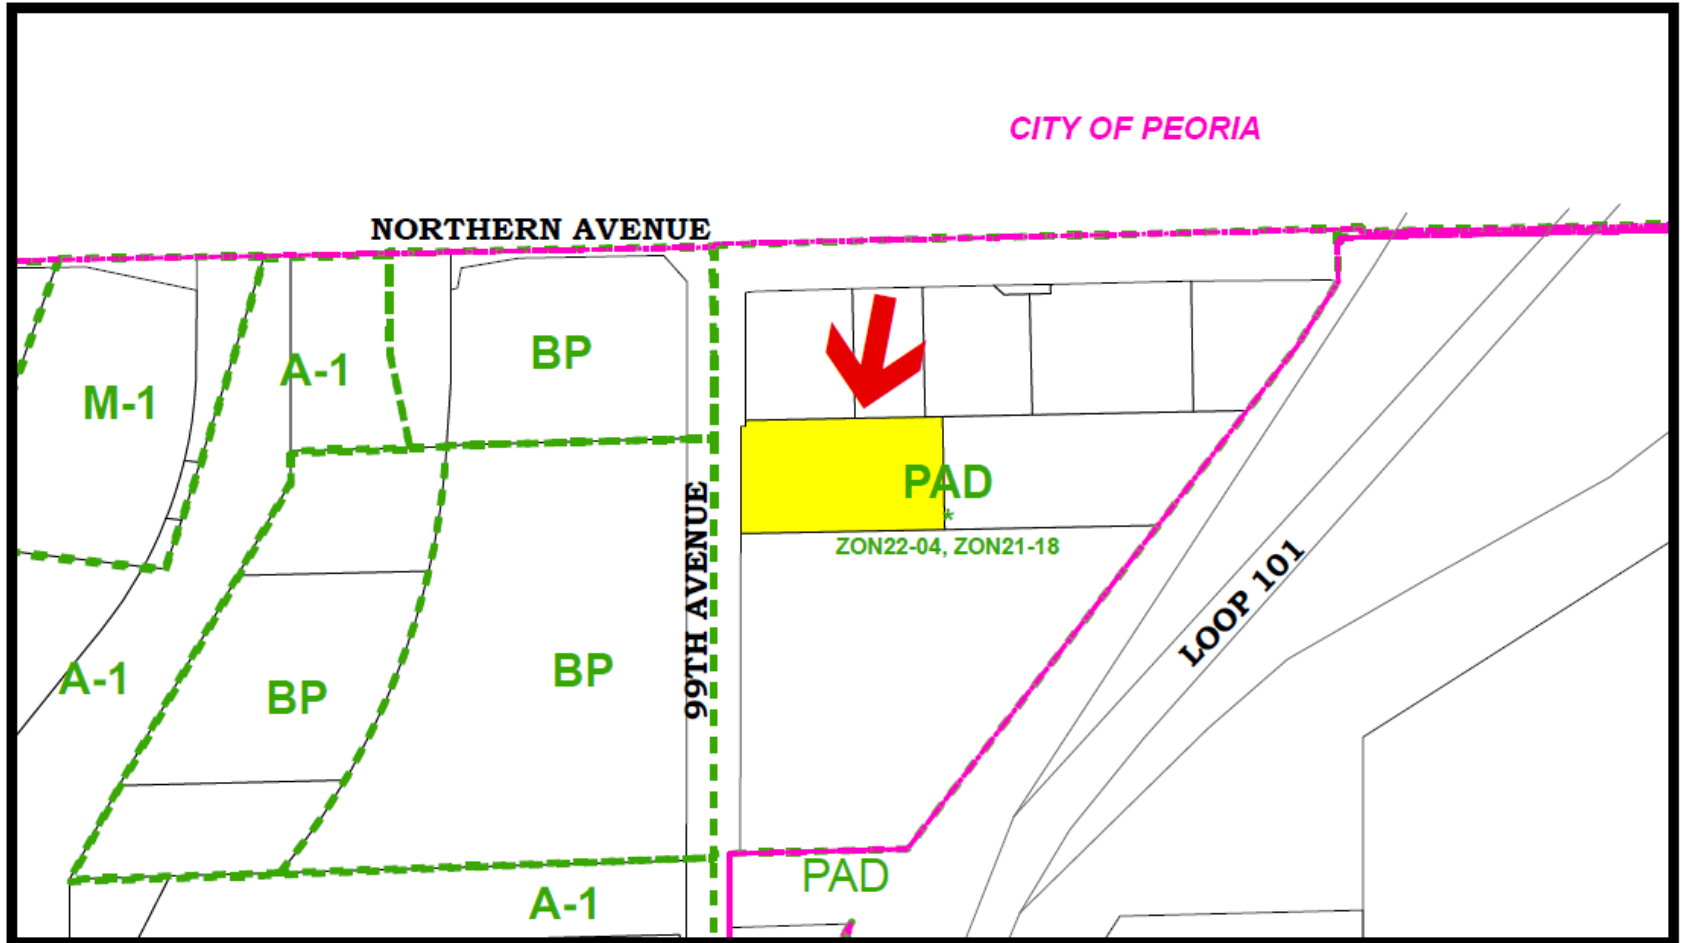 CITY OF PEORIA
NORTHERN AVENUE
BP
A-1
M-1
PAD
*
ZON22-04, ZON21-18
99TH AVENUE
LOOP 101
A-1
BP
BP
PAD
A-1